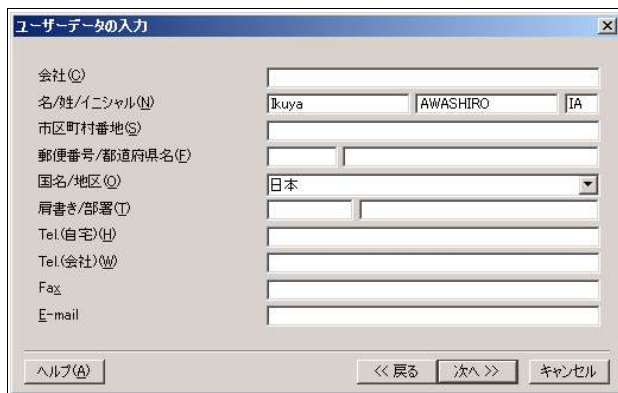 ユーザーデータの入力
会社(C)
名/姓/イニシャル(N) Ikuya AWASHIRO IA
市区町村番地(S)
郵便番号/都道府県名(F)
国名/地区(O) 日本
肩書き/部署(T)
Tel.(自宅)(H)
Tel.(会社)(W)
Fax
E-mail
ヘルプ(A) << 戻る 次へ >> キャンセル